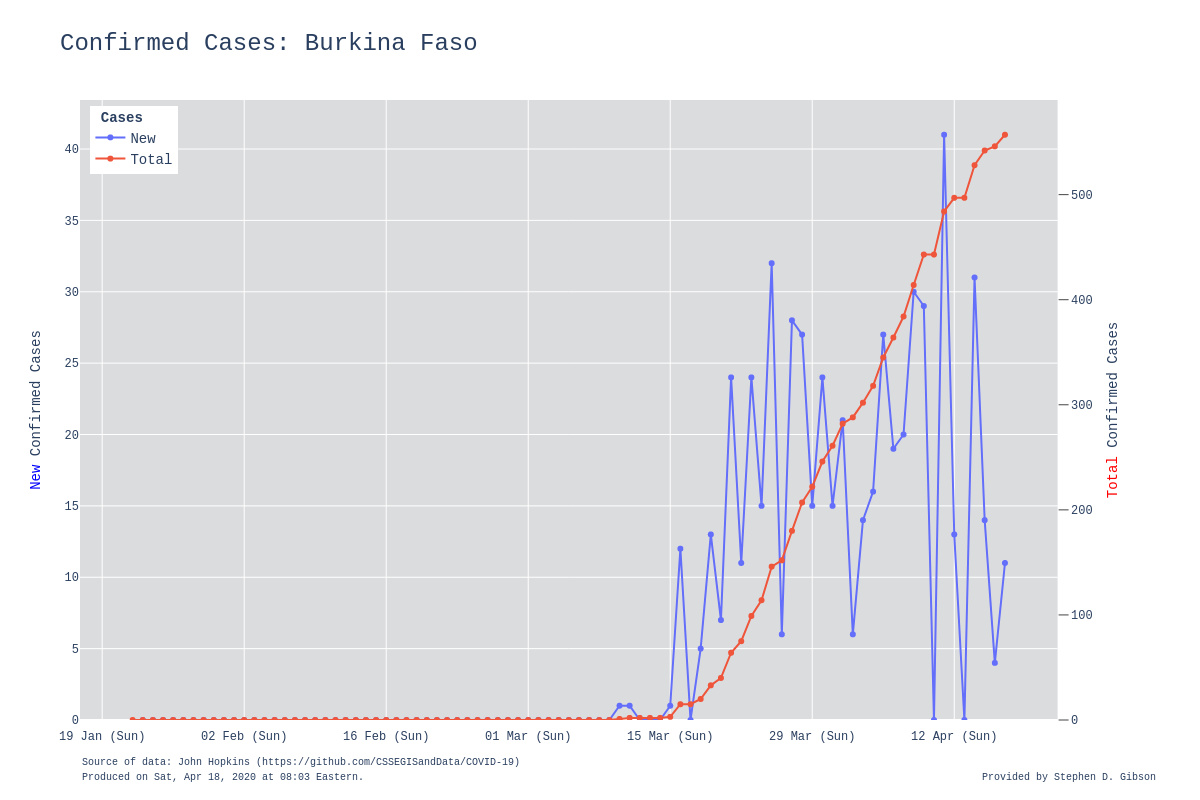 Confirmed Cases: Burkina Faso
Cases
New
Total
40
35
30
25
20
15
10
5
0
New Confirmed Cases
500
400
300
200
100
0
Total Confirmed Cases
19 Jan (Sun) 02 Feb (Sun) 16 Feb (Sun) 01 Mar (Sun) 15 Mar (Sun) 29 Mar (Sun) 12 Apr (Sun)
Source of data: John Hopkins (https://github.com/CSSEGISandData/COVID-19)
Produced on Sat, Apr 18, 2020 at 08:03 Eastern.
Provided by Stephen D. Gibson